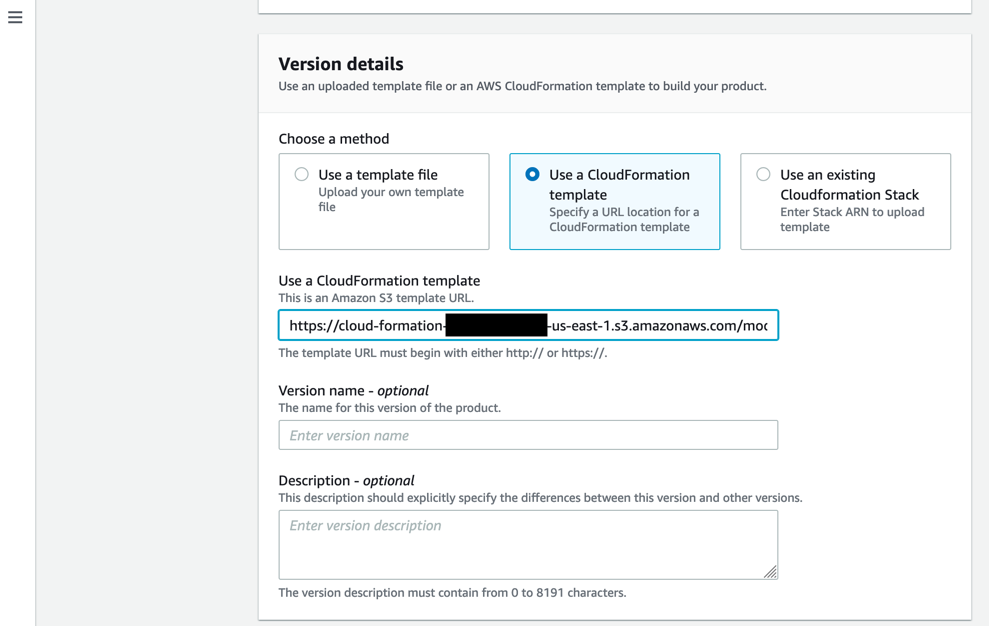 Version details
Use an uploaded template file or an AWS CloudFormation template to build your product.
Choose a method
Use a template file
Upload your own template
file
Use a CloudFormation
template
Specify a URL location for a
CloudFormation template
Use an existing
Cloudformation Stack
Enter Stack ARN to upload
template
Use a CloudFormation template
This is an Amazon S3 template URL.
https://cloud-formation- -us-east-1.s3.amazonaws.com/moc
The template URL must begin with either http:// or https://.
Version name - optional
The name for this version of the product.
Enter version name
Description - optional
This description should explicitly specify the differences between this version and other versions.
Enter version description
The version description must contain from 0 to 8191 characters.